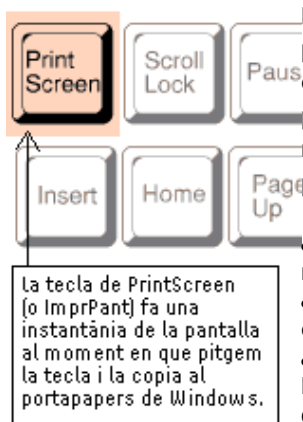 Print
Screen
Scroll
Lock
Paus
Insert
Home
Page
Up
La tecla de PrintScreen
(o ImprPant) fa una
instantània de la pantalla
al moment en que pitgem
la tecla i la copia al
portapapers de Windows.